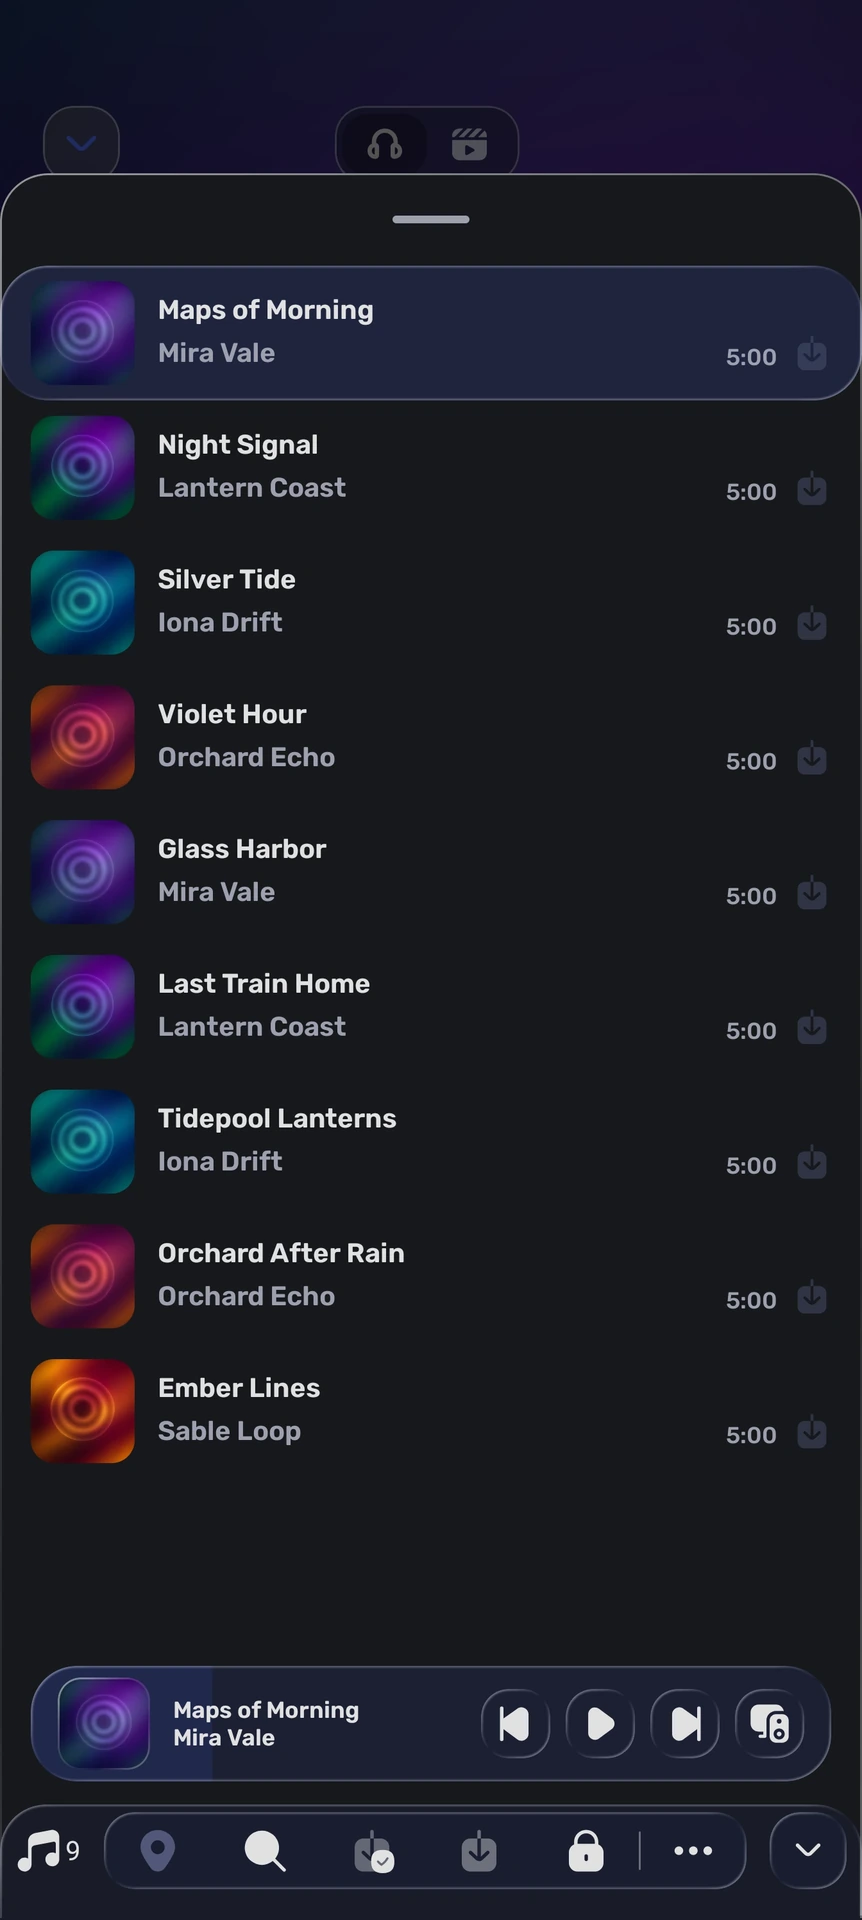 Maps of Morning
Mira Vale
5:00
Night Signal
Lantern Coast
5:00
Silver Tide
Iona Drift
5:00
Violet Hour
Orchard Echo
5:00
Glass Harbor
Mira Vale
5:00
Last Train Home
Lantern Coast
5:00
Tidepool Lanterns
Iona Drift
5:00
Orchard After Rain
Orchard Echo
5:00
Ember Lines
Sable Loop
5:00
Maps of Morning
Mira Vale
9